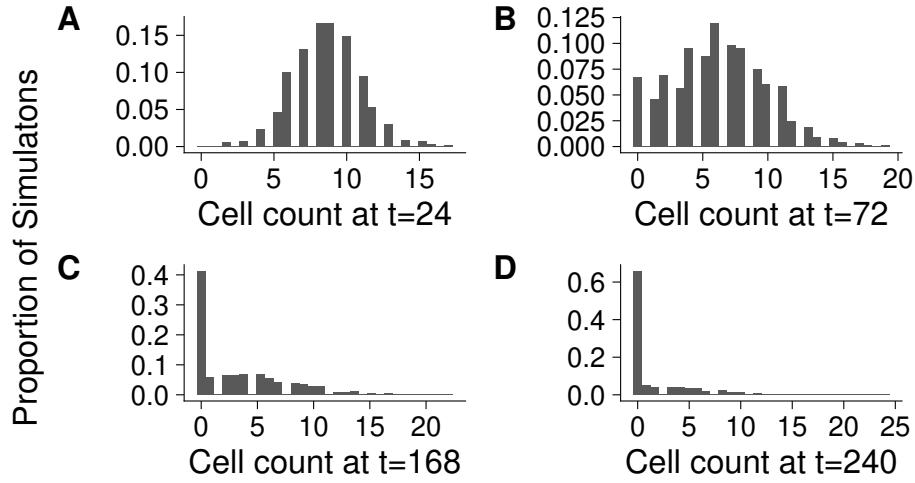 Proportion of Simulatons
A
0.15
0.10
0.05
0.00
0 5 10 15
Cell count at t=24
B
0.125
0.100
0.075
0.050
0.025
0.000
0 5 10 15 20
Cell count at t=72
C
0.4
0.3
0.2
0.1
0.0
0 5 10 15 20
Cell count at t=168
D
0.6
0.4
0.2
0.0
0 5 10 15 20 25
Cell count at t=240